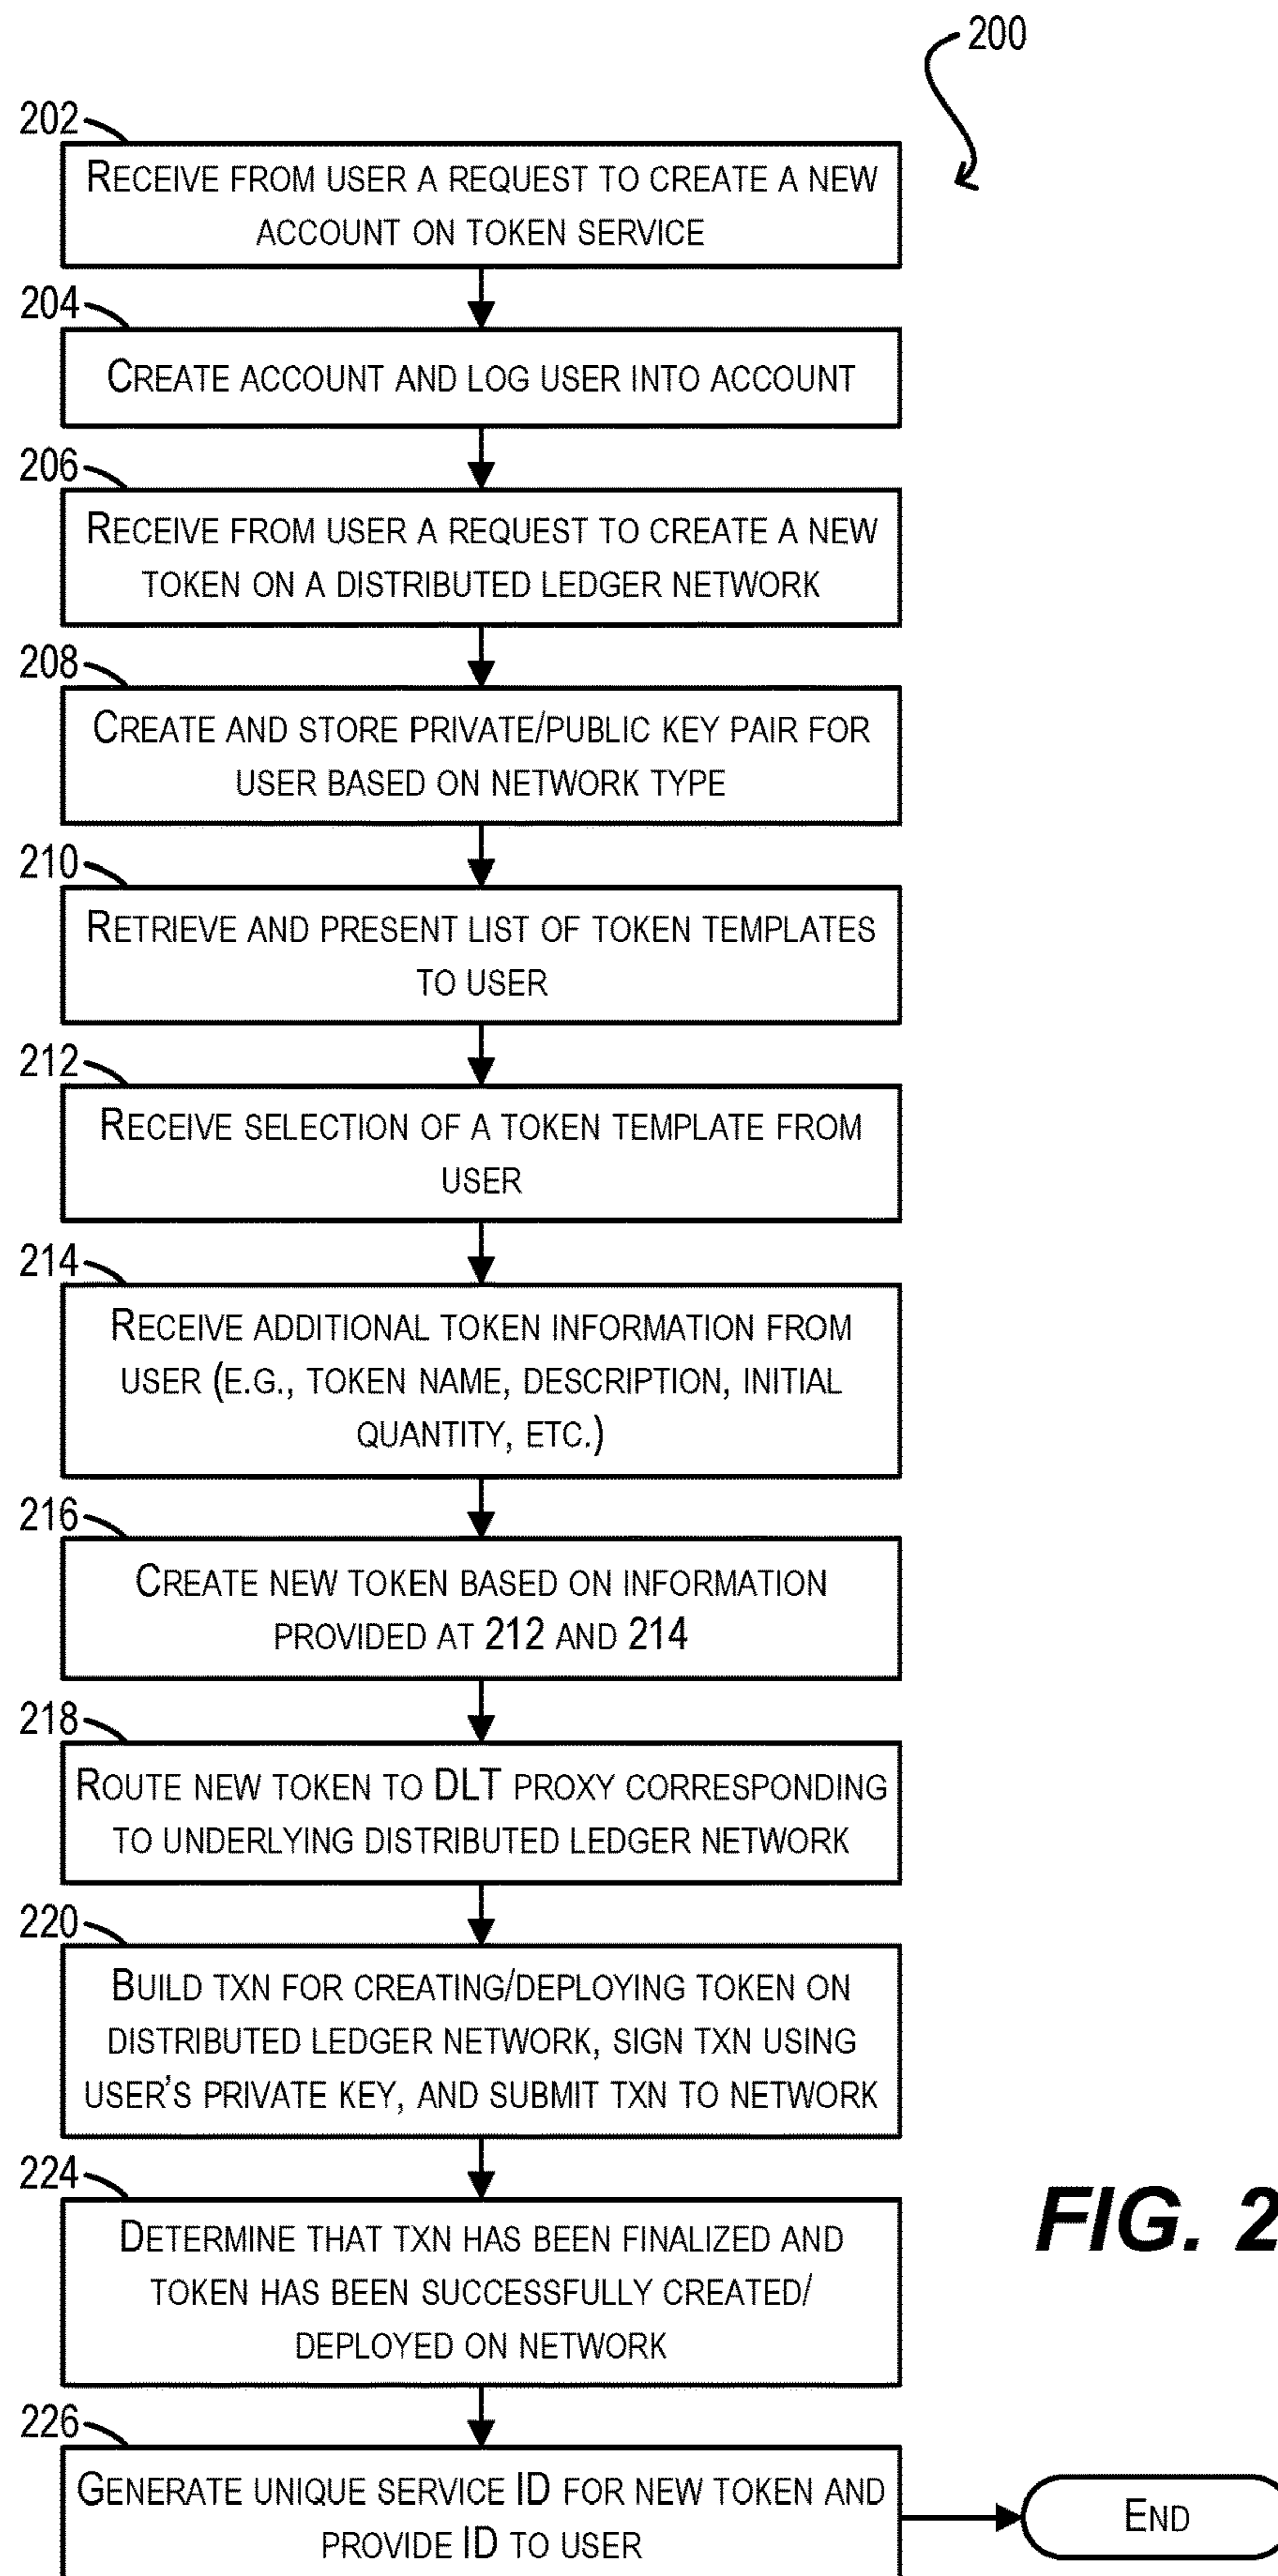 200
202
RECEIVE FROM USER A REQUEST TO CREATE A NEW
ACCOUNT ON TOKEN SERVICE
204
CREATE ACCOUNT AND LOG USER INTO ACCOUNT
206
RECEIVE FROM USER A REQUEST TO CREATE A NEW
TOKEN ON A DISTRIBUTED LEDGER NETWORK
208
CREATE AND STORE PRIVATE/PUBLIC KEY PAIR FOR
USER BASED ON NETWORK TYPE
210
RETRIEVE AND PRESENT LIST OF TOKEN TEMPLATES
TO USER
212
RECEIVE SELECTION OF A TOKEN TEMPLATE FROM
USER
214
RECEIVE ADDITIONAL TOKEN INFORMATION FROM
USER (E.G., TOKEN NAME, DESCRIPTION, INITIAL
QUANTITY, ETC.)
216
CREATE NEW TOKEN BASED ON INFORMATION
PROVIDED AT 212 AND 214
218
ROUTE NEW TOKEN TO DLT PROXY CORRESPONDING
TO UNDERLYING DISTRIBUTED LEDGER NETWORK
220
BUILD TXN FOR CREATING/DEPLOYING TOKEN ON
DISTRIBUTED LEDGER NETWORK, SIGN TXN USING
USER'S PRIVATE KEY, AND SUBMIT TXN TO NETWORK
224
DETERMINE THAT TXN HAS BEEN FINALIZED AND
TOKEN HAS BEEN SUCCESSFULLY CREATED/
DEPLOYED ON NETWORK
FIG. 2
226
GENERATE UNIQUE SERVICE ID FOR NEW TOKEN AND
PROVIDE ID TO USER
END